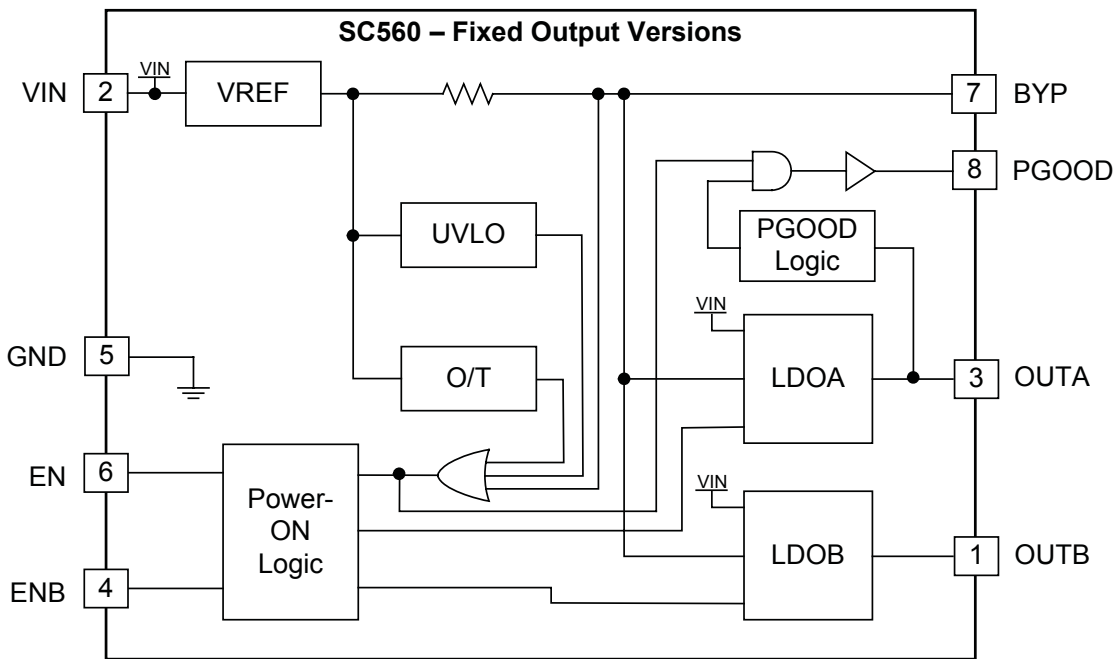 SC560 – Fixed Output Versions
VIN
2
VIN
VREF
7
BYP
8
PGOOD
UVLO
PGOOD
Logic
VIN
GND
5
O/T
LDOA
3
OUTA
EN
6
Power-
ON
Logic
VIN
LDOB
1
OUTB
ENB
4